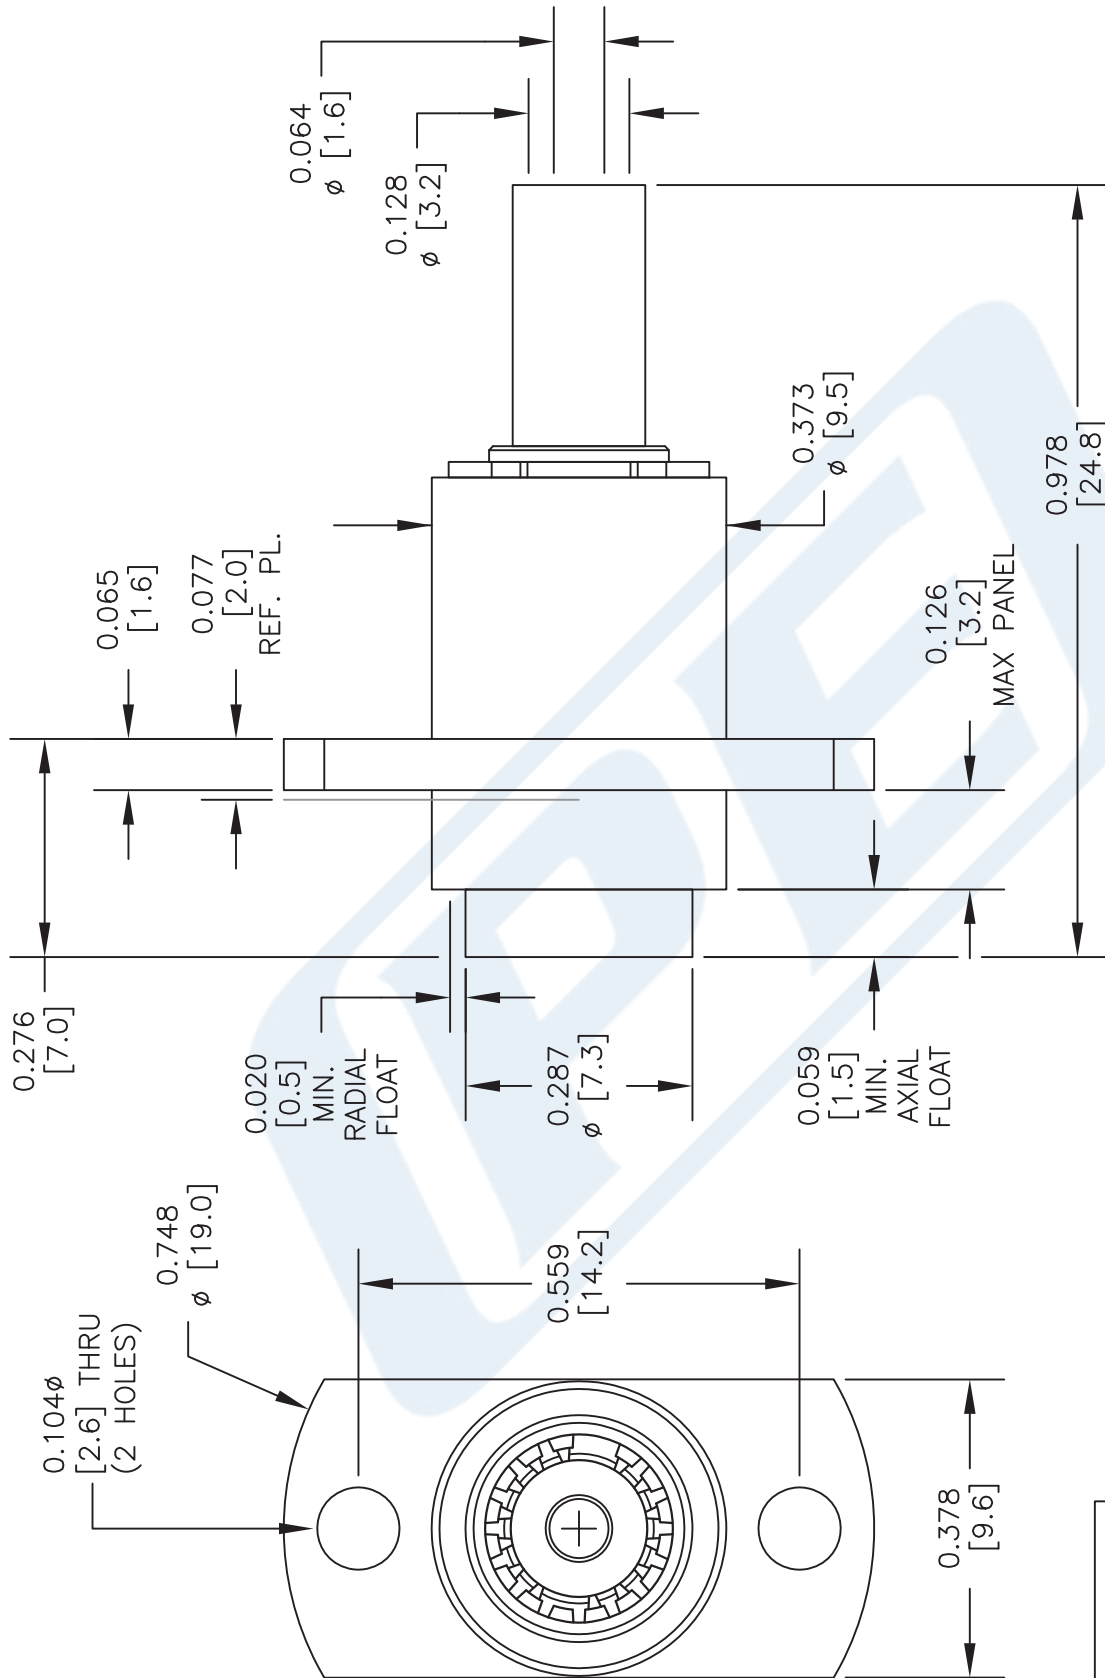 0.064
ϕ [1.6]
0.128
ϕ [3.2]
0.373
ϕ [9.5]
0.978
[24.8]
0.065
[1.6]
0.077
[2.0]
REF. PL.
0.126
[3.2]
MAX PANEL
0.276
[7.0]
0.020
[0.5]
MIN.
RADIAL
FLOAT
0.287
ϕ [7.3]
0.059
[1.5]
MIN.
AXIAL
FLOAT
0.748
ϕ [19.0]
0.104ϕ
[2.6] THRU
(2 HOLES)
0.559
[14.2]
0.378
[9.6]
PE